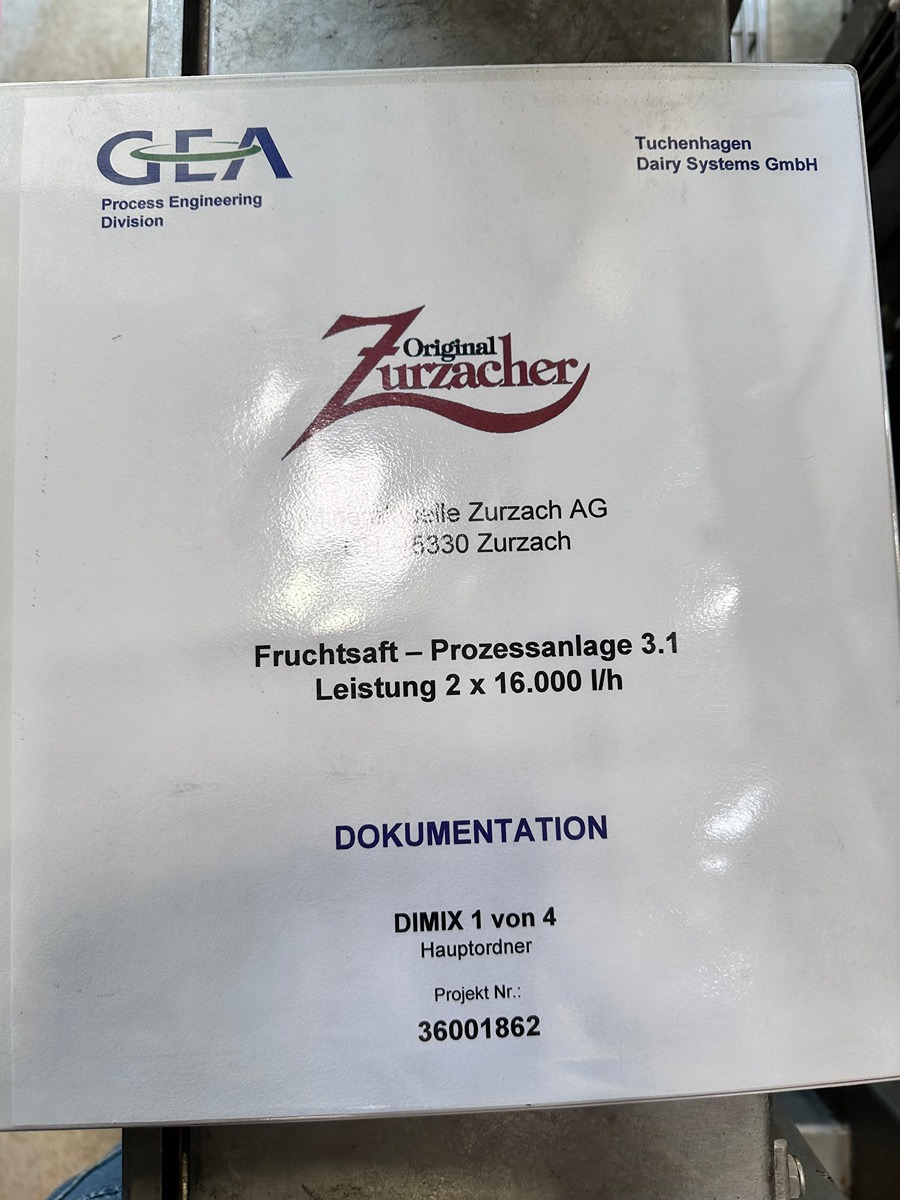 GEA
Process Engineering
Division
Tuchenhagen
Dairy Systems GmbH
Original
Zurzacher
Zurzach AG
5330 Zurzach
Fruchtsaft – Prozessanlage 3.1
Leistung 2 x 16.000 l/h
DOKUMENTATION
DIMIX 1 von 4
Hauptordner
Projekt Nr.:
36001862